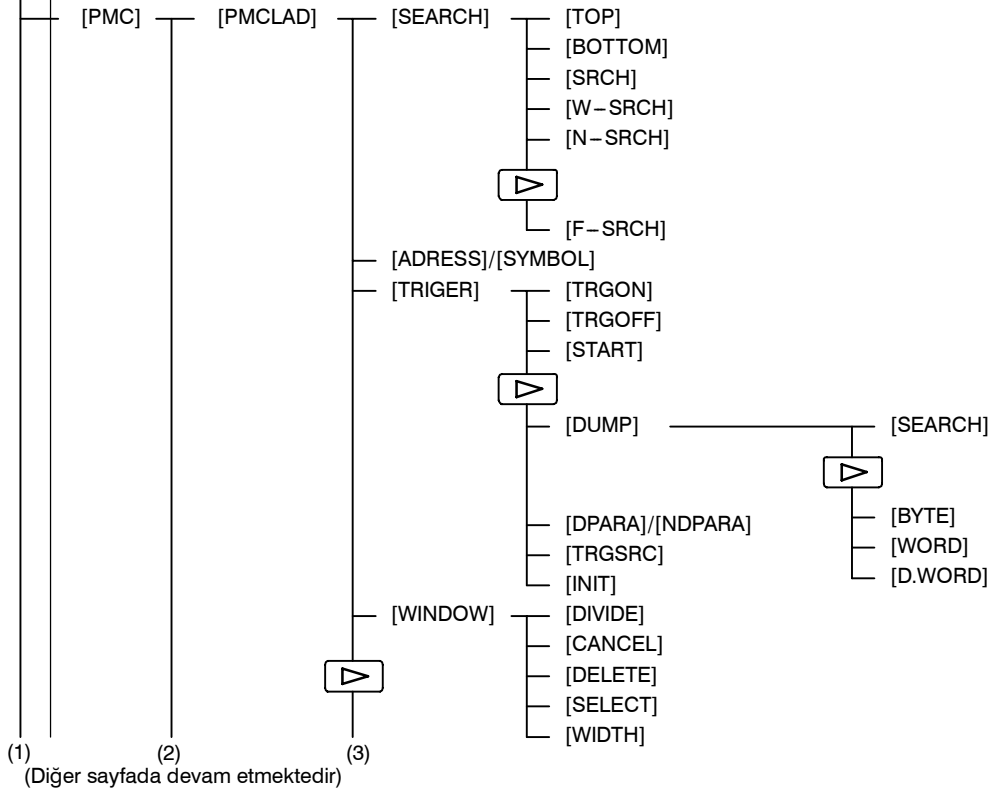 [PMC] [PMCLAD] [SEARCH] [TOP]
[BOTTOM]
[SRCH]
[W–SRCH]
[N–SRCH]
[F–SRCH]
[ADRESS]/[SYMBOL]
[TRIGER] [TRGON]
[TRGOFF]
[START]
[DUMP] [SEARCH]
[BYTE]
[DPARA]/[NDPARA]
[WORD]
[TRGSRC]
[D.WORD]
[INIT]
[WINDOW] [DIVIDE]
[CANCEL]
[DELETE]
[SELECT]
[WIDTH]
(1) (2) (3)
(Diğer sayfada devam etmektedir)